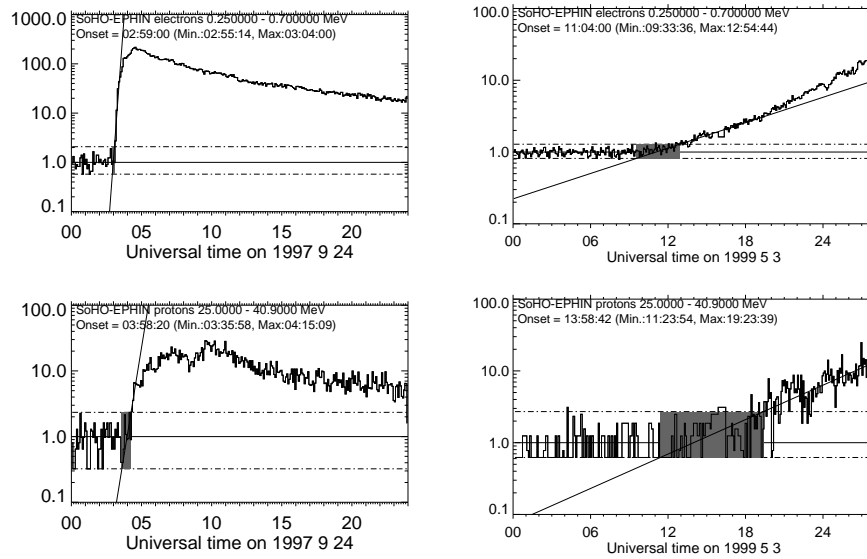 SoHO-EPHIN electrons 0.250000 - 0.700000 MeV
Onset = 02:59:00 (Min.:02:55:14, Max:03:04:00)
1000.0
100.0
10.0
1.0
0.1
00 05 10 15 20
Universal time on 1997 9 24
SoHO-EPHIN electrons 0.250000 - 0.700000 MeV
Onset = 11:04:00 (Min.:09:33:36, Max:12:54:44)
10.0
1.0
0.1
00 06 12 18 24
Universal time on 1999 5 3
SoHO-EPHIN protons 25.0000 - 40.9000 MeV
Onset = 03:58:20 (Min.:03:35:58, Max:04:15:09)
100.0
10.0
1.0
0.1
00 05 10 15 20
Universal time on 1997 9 24
SoHO-EPHIN protons 25.0000 - 40.9000 MeV
Onset = 13:58:42 (Min.:11:23:54, Max:19:23:39)
100.0
10.0
1.0
0.1
00 06 12 18 24
Universal time on 1999 5 3